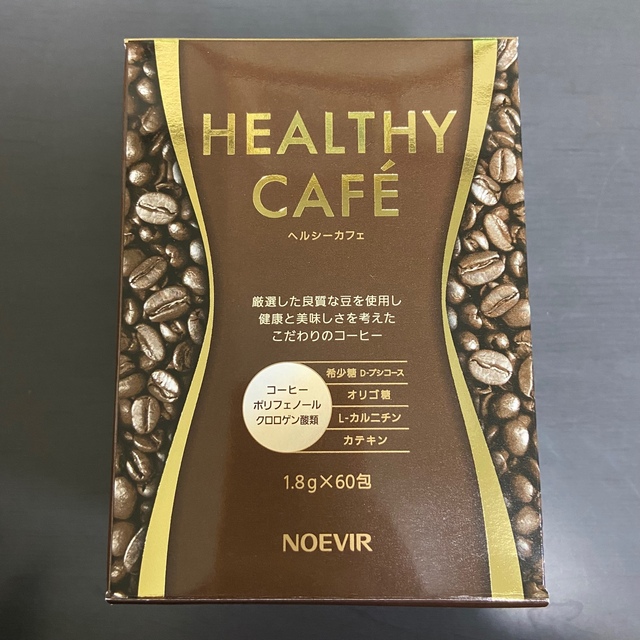 HEALTHY
CAFÉ
ヘルシーカフェ
厳選した良質な豆を使用し
健康と美味しさを考えた
こだわりのコーヒー
コーヒー
ポリフェノール
クロロゲン酸類
希少糖 D-プシコース
オリゴ糖
L-カルニチン
カテキン
1.8g×60包
NOEVIR